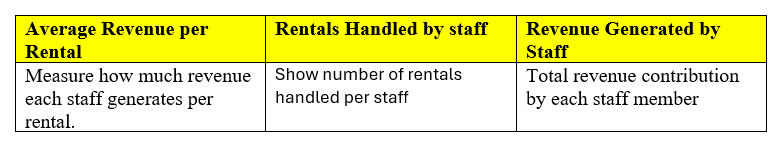 Average Revenue per
Rental
Rentals Handled by staff
Revenue Generated by
Staff
Measure how much revenue
each staff generates per
rental.
Show number of rentals
handled per staff
Total revenue contribution
by each staff member